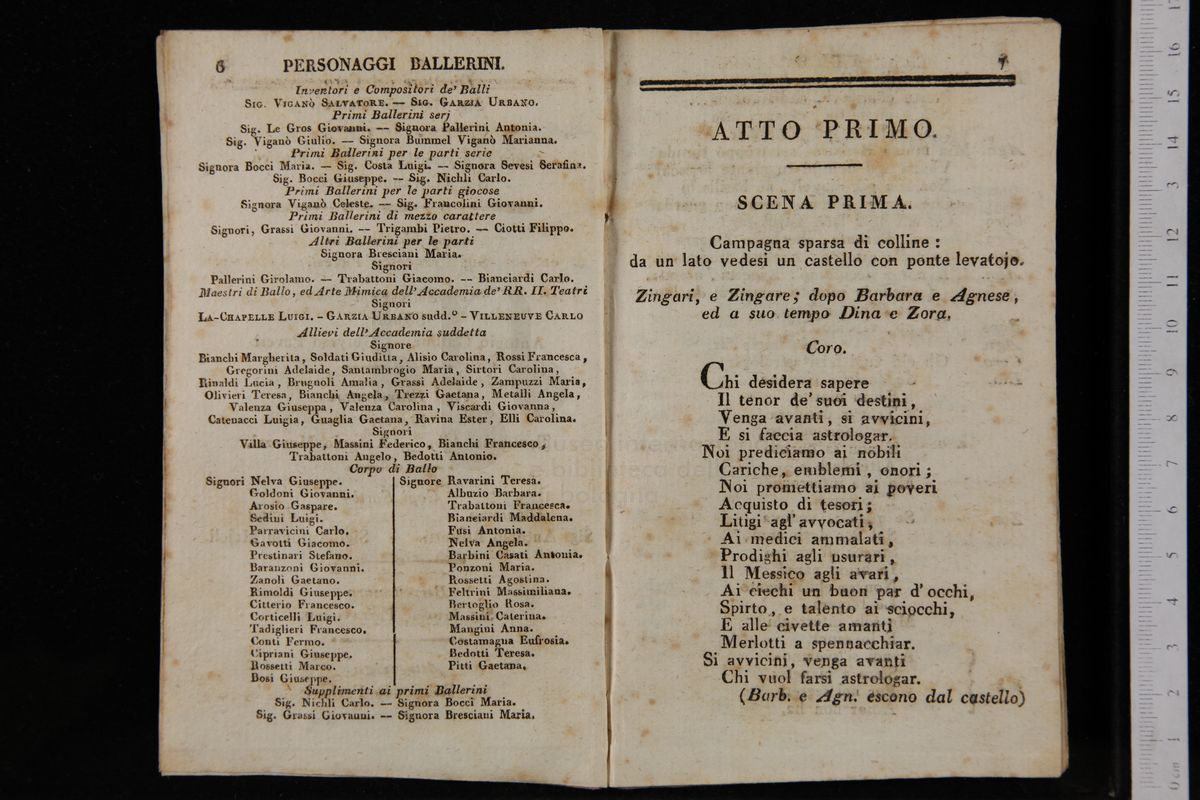 6 PERSONAGGI BALLERINI.
Inventori e Compositori de' Balli
SIG. VIGANÒ SALVATORE. — SIG. GARZIA URBANO.
Primi Ballerini serj
Sig. Le Gros Giovanni. — Signora Pallerini Antonia.
Sig. Viganò Giulio. — Signora Bummel Viganò Marianna.
Primi Ballerini per le parti serie
Signora Bocci Maria. — Sig. Costa Luigi. — Signora Sevesi Serafina.
Sig. Bocci Giuseppe. — Sig. Nichli Carlo.
Primi Ballerini per le parti giocose
Signora Viganò Celeste. — Sig. Francolini Giovanni.
Primi Ballerini di mezzo carattere
Signori, Grassi Giovanni. — Trigambi Pietro. — Ciotti Filippo.
Altri Ballerini per le parti
Signora Bresciani Maria.
Signori
Pallerini Girolamo. — Trabattoni Giacomo. — Bianciardi Carlo.
Maestri di Ballo, ed Arte Mimica dell'Accademia de' RR. II. Teatri
Signori
LA-CHAPELLE LUIGI. - GARZIA URBANO sudd.° - VILLENEUVE CARLO
Allievi dell'Accademia suddetta
Signore
Bianchi Margherita, Soldati Giuditta, Alisio Carolina, Rossi Francesca,
Gregorini Adelaide, Santambrogio Maria, Sirtori Carolina,
Rinaldi Lucia, Brugnoli Amalia, Grassi Adelaide, Zampuzzi Maria,
Olivieri Teresa, Bianchi Angela, Trezzi Gaetana, Metalli Angela,
Valenza Giuseppa, Valenza Carolina, Viscardi Giovanna,
Catenacci Luigia, Guaglia Gaetana, Ravina Ester, Elli Carolina.
Signori
Villa Giuseppe, Massini Federico, Bianchi Francesco,
Trabattoni Angelo, Bedotti Antonio.
Corpo di Ballo
Signori Nelva Giuseppe.
Goldoni Giovanni.
Arosio Gaspare.
Sedini Luigi.
Parravicini Carlo.
Gavotti Giacomo.
Prestinari Stefano.
Baranzoni Giovanni.
Zanoli Gaetano.
Rimoldi Giuseppe.
Citterio Francesco.
Corticelli Luigi.
Tadiglieri Francesco.
Conti Fermo.
Cipriani Giuseppe.
Rossetti Marco.
Bosi Giuseppe.
Signore Ravarini Teresa.
Albuzio Barbara.
Trabattoni Francesca.
Bianciardi Maddalena.
Fusi Antonia.
Nelva Angela.
Barbini Casati Antonia.
Ponzoni Maria.
Rossetti Agostina.
Feltrini Massimiliana.
Bertoglio Rosa.
Massini Caterina.
Mangini Anna.
Costamagna Eufrosia.
Bedotti Teresa.
Pitti Gaetana.
Supplimenti ai primi Ballerini
Sig. Nichli Carlo. — Signora Bocci Maria.
Sig. Grassi Giovanni. — Signora Bresciani Maria.
7
ATTO PRIMO.
SCENA PRIMA.
Campagna sparsa di colline :
da un lato vedesi un castello con ponte levatojo.
Zingari, e Zingare; dopo Barbara e Agnese,
ed a suo tempo Dina e Zora.
Coro.
Chi desidera sapere
Il tenor de' suoi destini,
Venga avanti, si avvicini,
E si faccia astrologar.
Noi prediciamo ai nobili
Cariche, emblemi, onori;
Noi promettiamo ai poveri
Acquisto di tesori;
Litigi agl' avvocati,
Ai medici ammalati,
Prodighi agli usurari,
Il Messico agli avari,
Ai ciechi un buon par d' occhi,
Spirto, e talento ai sciocchi,
E alle civette amanti
Merlotti a spennacchiar.
Si avvicini, venga avanti
Chi vuol farsi astrologar.
(Barb. e Agn. escono dal castello)